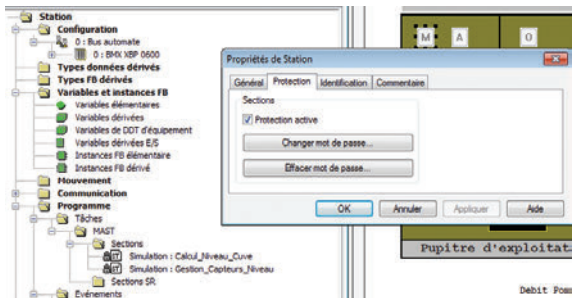 Station
Configuration
0 : Bus automate
0 : BMX XBP 0600
Types données dérivés
Types FB dérivés
Variables et instances FB
Variables élémentaires
Variables dérivées
Variables de DDT d'équipement
Variables dérivées E/S
Instances FB élémentaire
Instances FB dérivé
Mouvement
Communication
Programme
Tâches
MAST
Sections
ST Simulation : Calcul_Niveau_Cuve
ST Simulation : Gestion_Capteurs_Niveau
Sections SR
Événements
M A O
Propriétés de Station
Général Protection Identification Commentaire
Sections
Protection active
Changer mot de passe...
Effacer mot de passe...
OK Annuler Appliquer Aide
Pupitre d'exploitat
Debit Pom